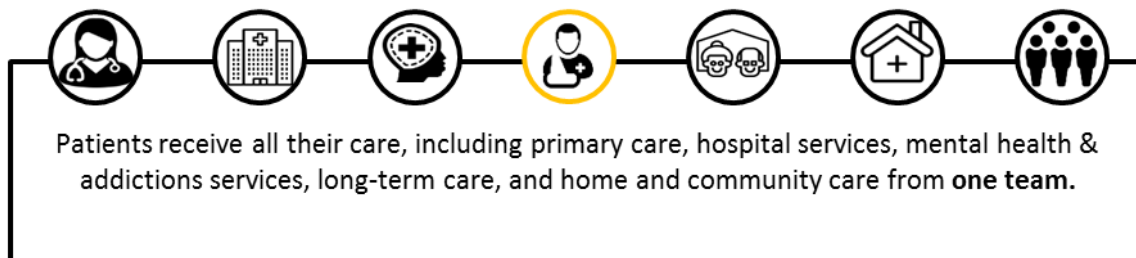 Patients receive all their care, including primary care, hospital services, mental health &
addictions services, long-term care, and home and community care from one team.